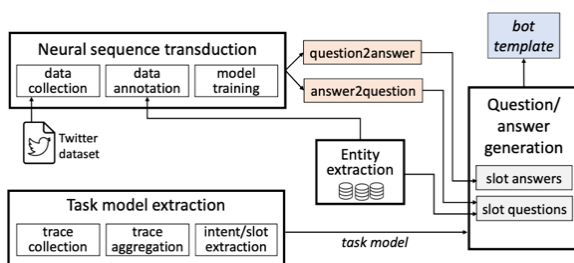 Neural sequence transduction
data
collection
data
annotation
model
training
Twitter
dataset
question2answer
answer2question
bot
template
Question/
answer
generation
slot answers
slot questions
Entity
extraction
Task model extraction
trace
collection
trace
aggregation
intent/slot
extraction
task model